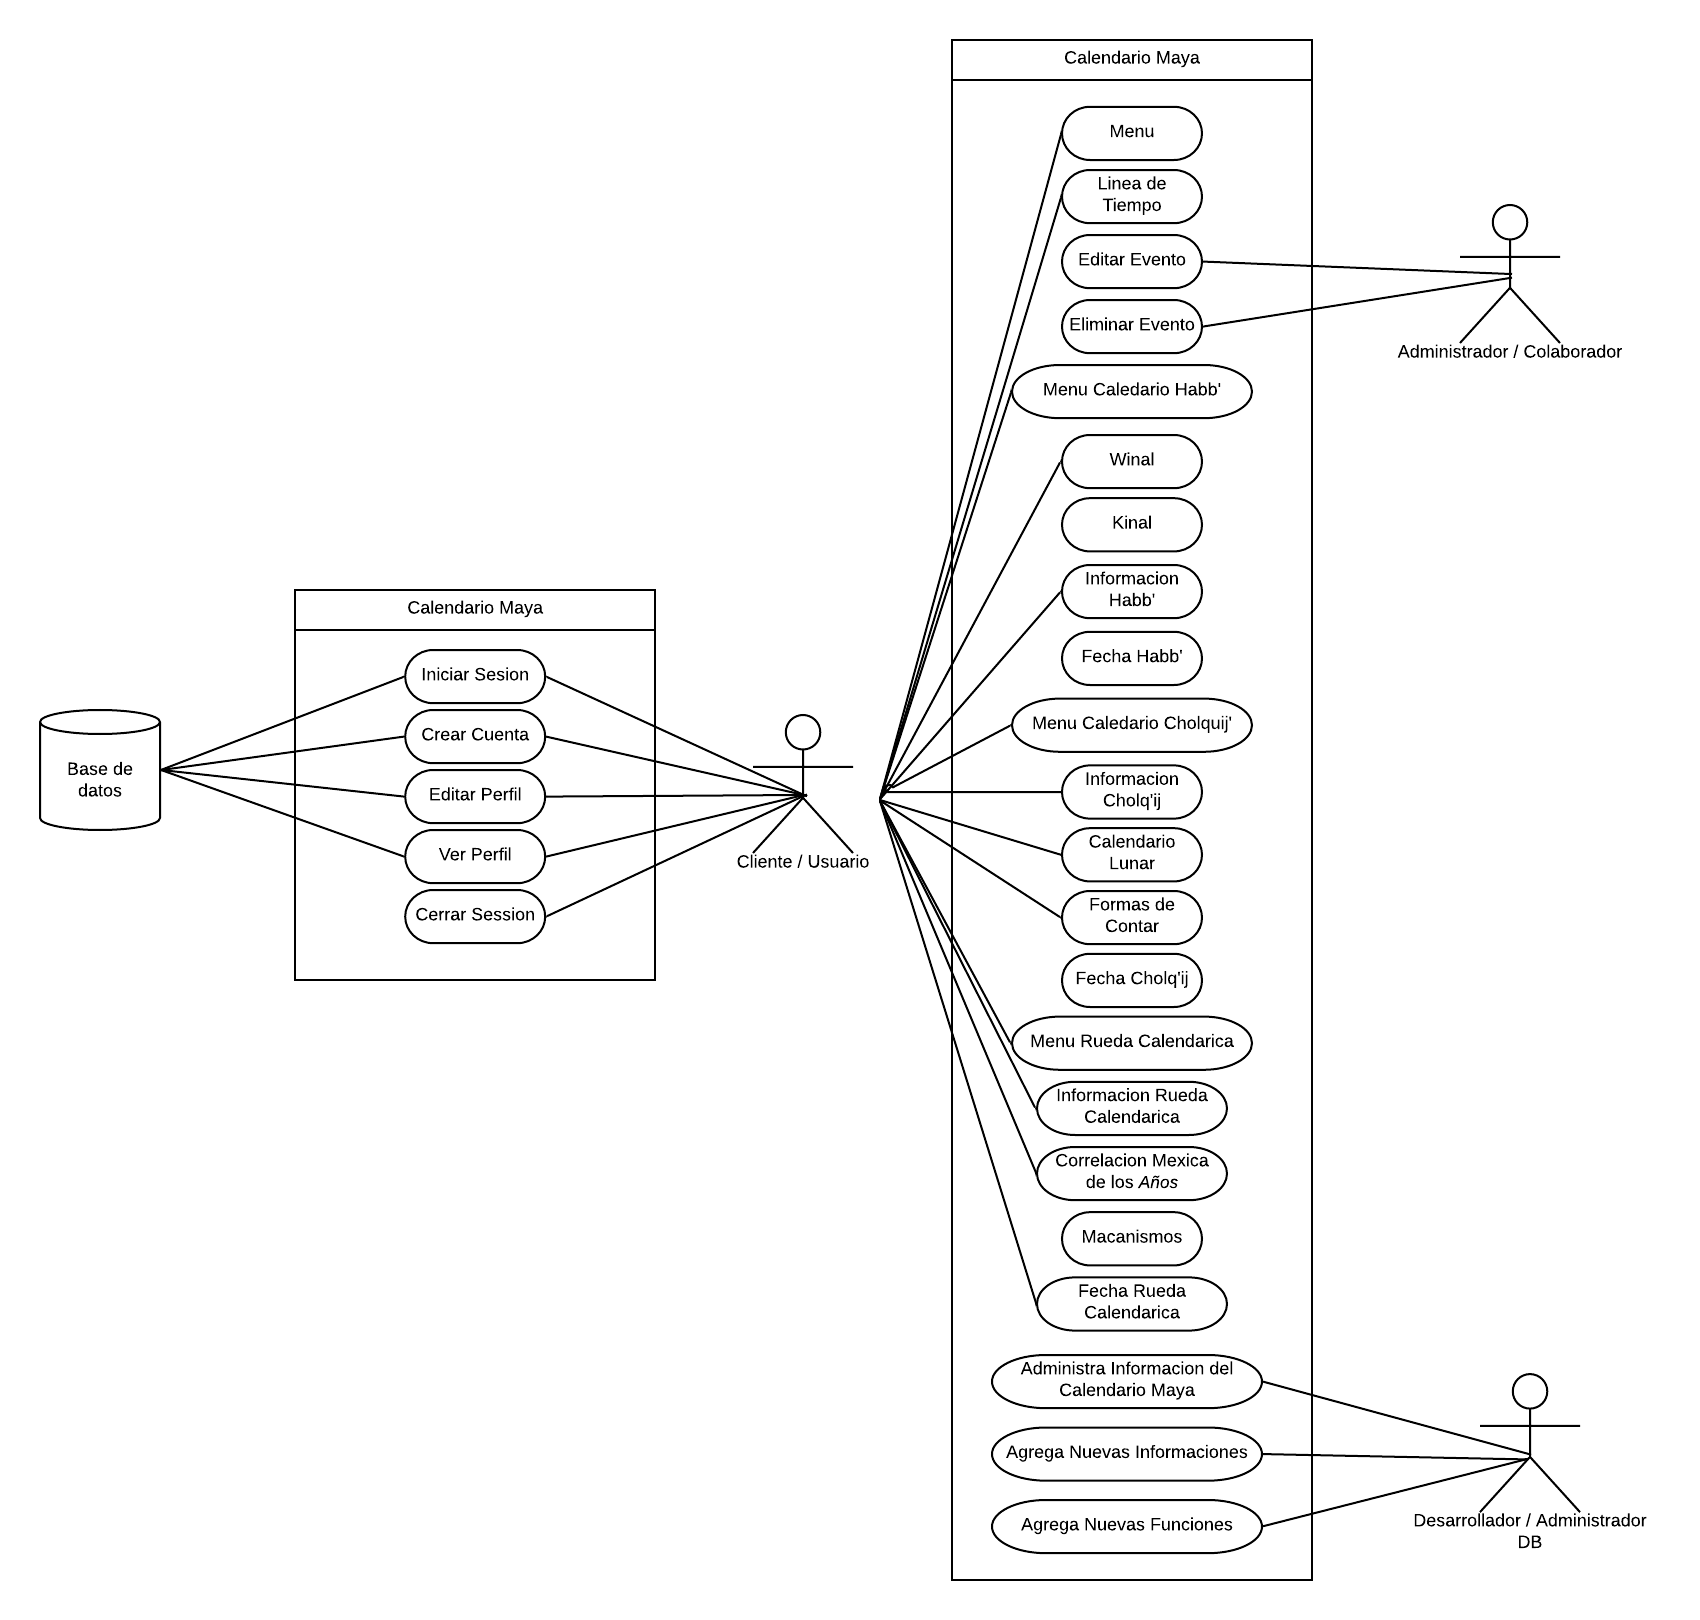 Calendario Maya
Menu
Linea de
Tiempo
Editar Evento
Eliminar Evento
Administrador / Colaborador
Menu Caledario Habb'
Winal
Kinal
Informacion
Habb'
Fecha Habb'
Menu Caledario Cholquij'
Informacion
Cholq'ij
Calendario
Lunar
Formas de
Contar
Fecha Cholq'ij
Menu Rueda Calendarica
Informacion Rueda
Calendarica
Correlacion Mexica
de los Años
Macanismos
Fecha Rueda
Calendarica
Administra Informacion del
Calendario Maya
Agrega Nuevas Informaciones
Agrega Nuevas Funciones
Desarrollador / Administrador
DB
Calendario Maya
Iniciar Sesion
Crear Cuenta
Editar Perfil
Ver Perfil
Cerrar Session
Base de
datos
Cliente / Usuario